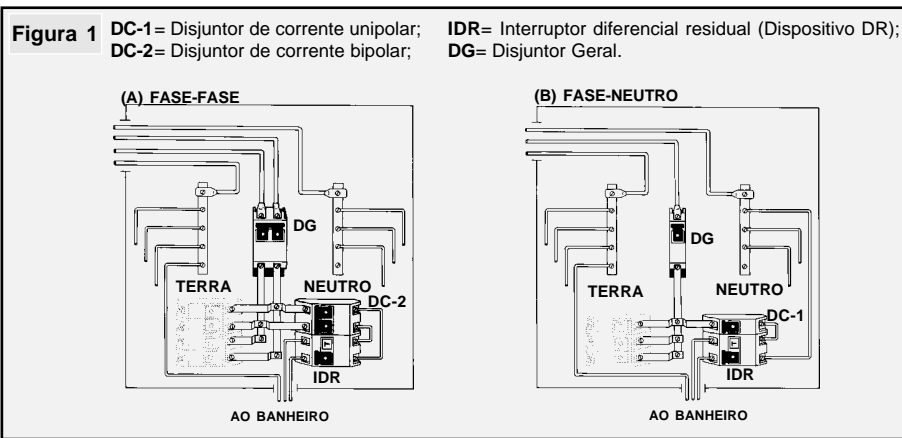 Figura 1
DC-1= Disjuntor de corrente unipolar;
DC-2= Disjuntor de corrente bipolar;
IDR= Interruptor diferencial residual (Dispositivo DR);
DG= Disjuntor Geral.
(A) FASE-FASE
DG
TERRA
NEUTRO
DC-2
T
IDR
AO BANHEIRO
(B) FASE-NEUTRO
DG
TERRA
NEUTRO
DC-1
T
IDR
AO BANHEIRO